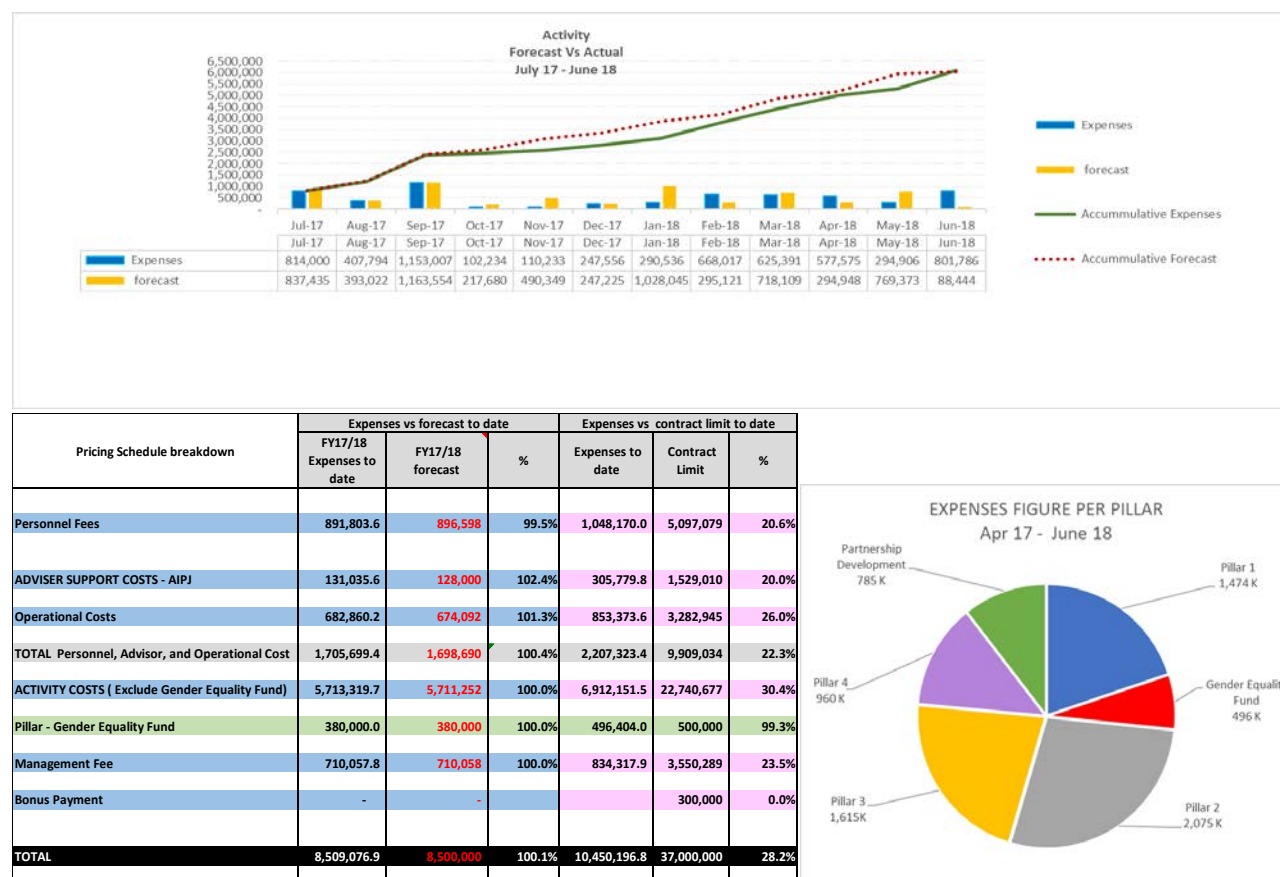 Activity
Forecast Vs Actual
July 17 - June 18
6,500,000
6,000,000
5,500,000
5,000,000
4,500,000
4,000,000
3,500,000
3,000,000
2,500,000
2,000,000
1,500,000
1,000,000
500,000
-
Jul-17 Aug-17 Sep-17 Oct-17 Nov-17 Dec-17 Jan-18 Feb-18 Mar-18 Apr-18 May-18 Jun-18
Jul-17 Aug-17 Sep-17 Oct-17 Nov-17 Dec-17 Jan-18 Feb-18 Mar-18 Apr-18 May-18 Jun-18
Expenses 814,000 407,794 1,153,007 102,234 110,233 247,556 290,536 668,017 625,391 577,575 294,906 801,786
forecast 837,435 393,022 1,163,554 217,680 490,349 247,225 1,028,045 295,121 718,109 294,948 769,373 88,444
Expenses
forecast
Accummulative Expenses
Accummulative Forecast
Pricing Schedule breakdown
Expenses vs forecast to date
Expenses vs contract limit to date
FY17/18
Expenses to
date
FY17/18
forecast
%
Expenses to
date
Contract
Limit
%
Personnel Fees 891,803.6 896,598 99.5% 1,048,170.0 5,097,079 20.6%
ADVISER SUPPORT COSTS - AIPJ 131,035.6 128,000 102.4% 305,779.8 1,529,010 20.0%
Operational Costs 682,860.2 674,092 101.3% 853,373.6 3,282,945 26.0%
TOTAL Personnel, Advisor, and Operational Cost 1,705,699.4 1,698,690 100.4% 2,207,323.4 9,909,034 22.3%
ACTIVITY COSTS ( Exclude Gender Equality Fund) 5,713,319.7 5,711,252 100.0% 6,912,151.5 22,740,677 30.4%
Pillar - Gender Equality Fund 380,000.0 380,000 100.0% 496,404.0 500,000 99.3%
Management Fee 710,057.8 710,058 100.0% 834,317.9 3,550,289 23.5%
Bonus Payment - - 300,000 0.0%
TOTAL 8,509,076.9 8,500,000 100.1% 10,450,196.8 37,000,000 28.2%
EXPENSES FIGURE PER PILLAR
Apr 17 - June 18
Partnership
Development
785 K
Pillar 1
1,474 K
Gender Equalit
Fund
496 K
Pillar 2
2,075 K
Pillar 3
1,615K
Pillar 4
960 K